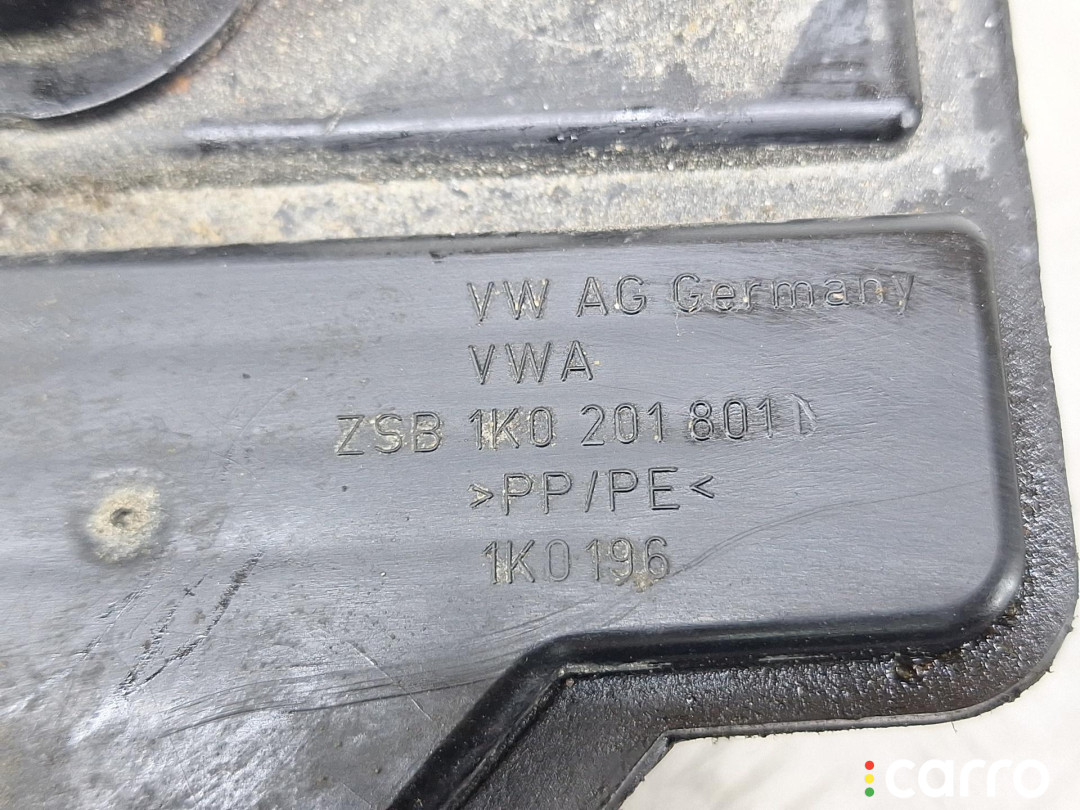 VW AG Germany
VWA
ZSB 1K0 201 801
>PP/PE<
1K0196
carro